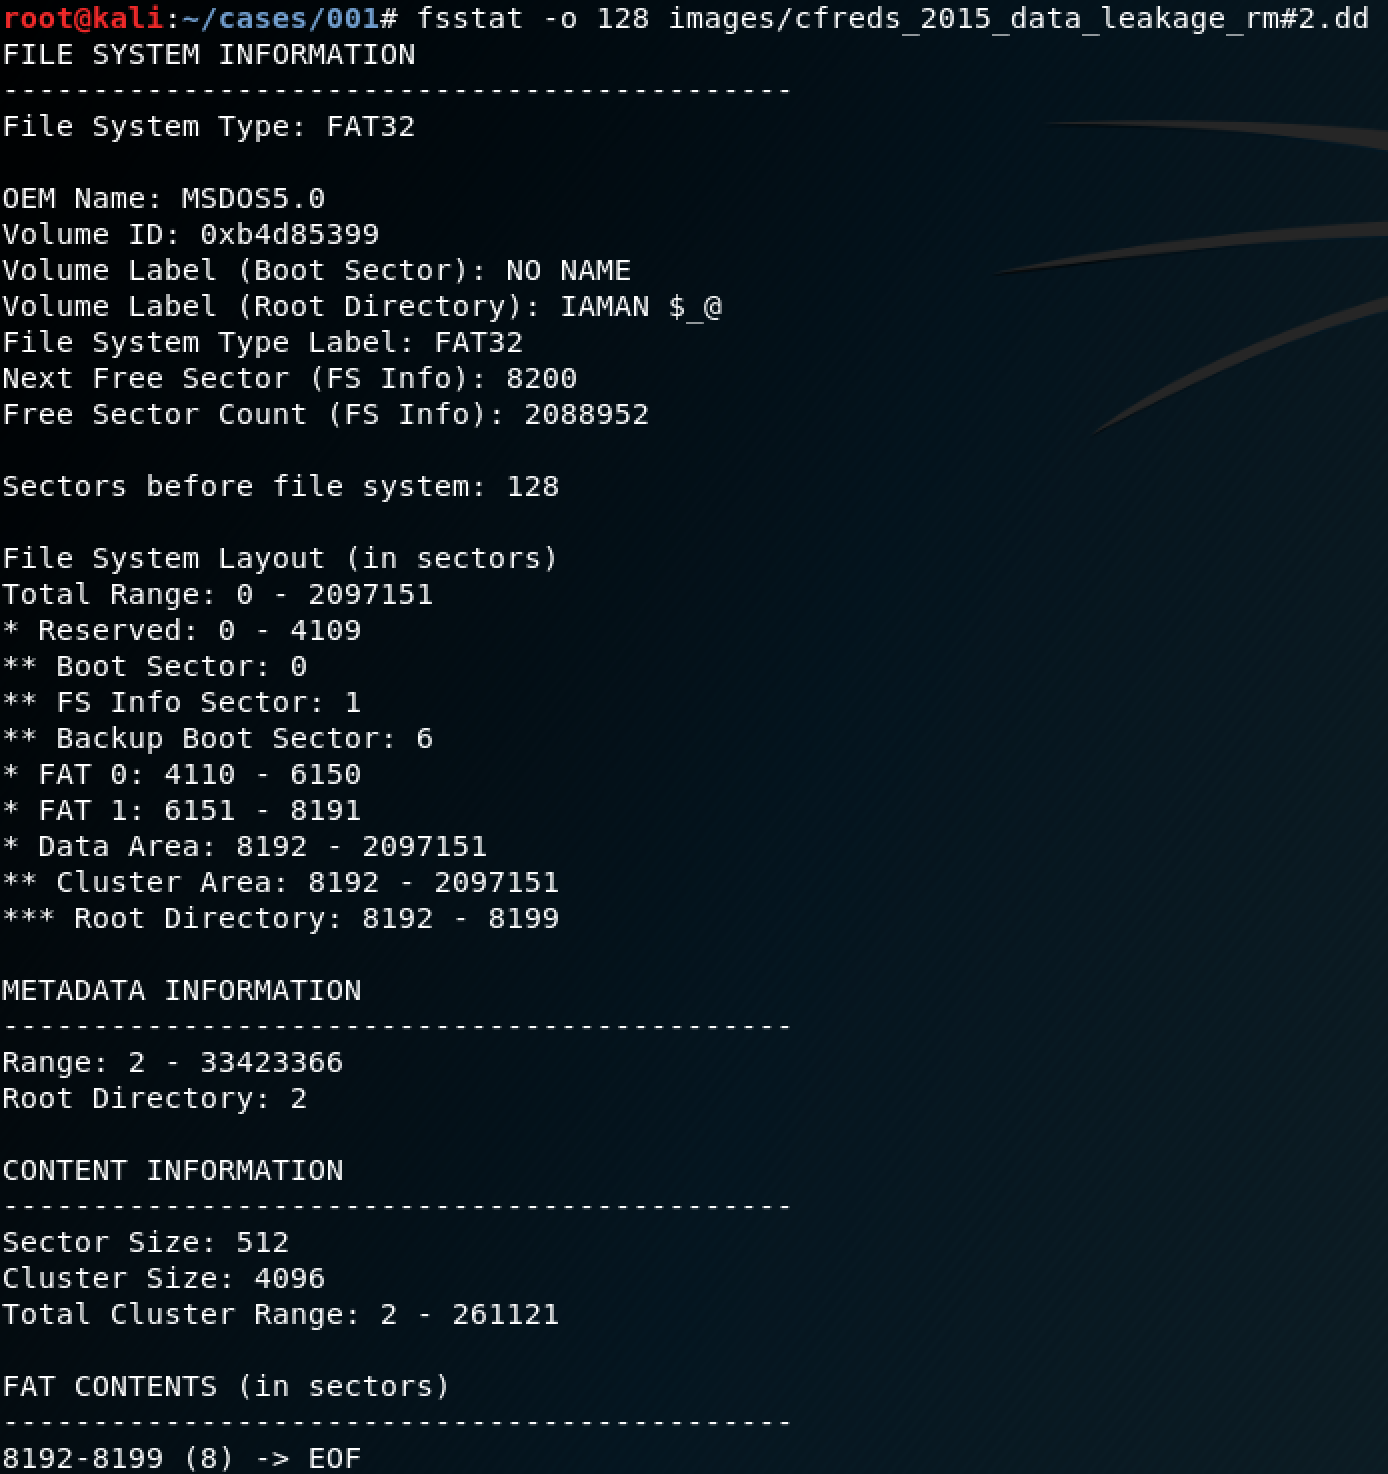 root@kali:~/cases/001# fsstat -o 128 images/cfreds_2015_data_leakage_rm#2.dd
FILE SYSTEM INFORMATION
--------------------------------------------
File System Type: FAT32
OEM Name: MSDOS5.0
Volume ID: 0xb4d85399
Volume Label (Boot Sector): NO NAME
Volume Label (Root Directory): IAMAN $_@
File System Type Label: FAT32
Next Free Sector (FS Info): 8200
Free Sector Count (FS Info): 2088952
Sectors before file system: 128
File System Layout (in sectors)
Total Range: 0 - 2097151
* Reserved: 0 - 4109
** Boot Sector: 0
** FS Info Sector: 1
** Backup Boot Sector: 6
* FAT 0: 4110 - 6150
* FAT 1: 6151 - 8191
* Data Area: 8192 - 2097151
** Cluster Area: 8192 - 2097151
*** Root Directory: 8192 - 8199
METADATA INFORMATION
--------------------------------------------
Range: 2 - 33423366
Root Directory: 2
CONTENT INFORMATION
--------------------------------------------
Sector Size: 512
Cluster Size: 4096
Total Cluster Range: 2 - 261121
FAT CONTENTS (in sectors)
--------------------------------------------
8192-8199 (8) -> EOF